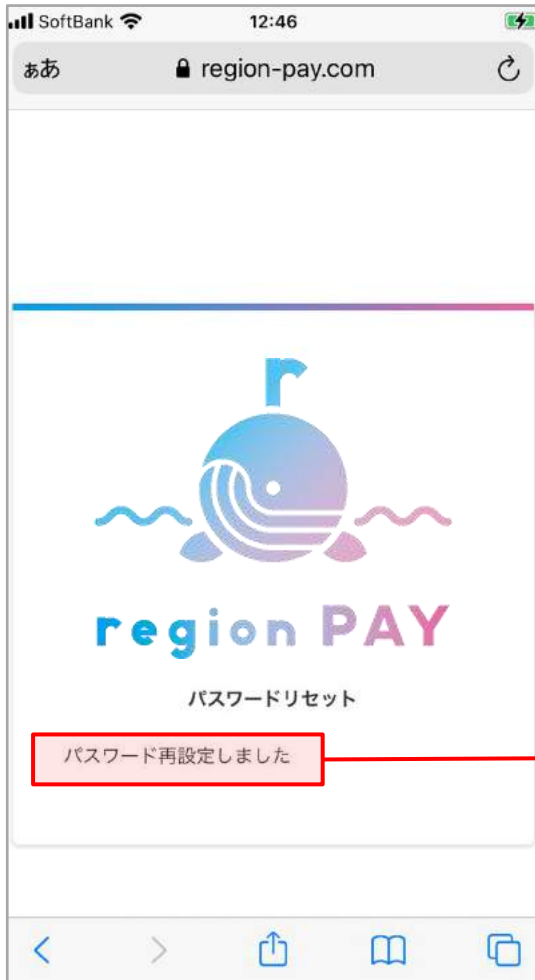 SoftBank 12:46
ぁあ region-pay.com
r
region PAY
パスワードリセット
パスワード再設定しました